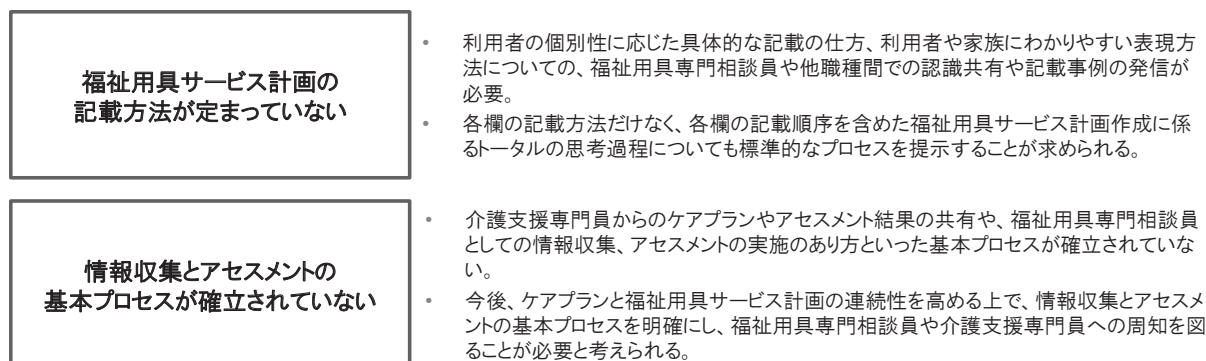 福祉用具サービス計画の
記載方法が定まっていない
• 利用者の個別性に応じた具体的な記載の仕方、利用者や家族にわかりやすい表現方
法についての、福祉用具専門相談員や他職種間での認識共有や記載事例の発信が
必要。
• 各欄の記載方法だけなく、各欄の記載順序を含めた福祉用具サービス計画作成に係
るトータルの思考過程についても標準的なプロセスを提示することが求められる。
情報収集とアセスメントの
基本プロセスが確立されていない
• 介護支援専門員からのケアプランやアセスメント結果の共有や、福祉用具専門相談員
としての情報収集、アセスメントの実施のあり方といった基本プロセスが確立されていな
い。
• 今後、ケアプランと福祉用具サービス計画の連続性を高める上で、情報収集とアセスメ
ントの基本プロセスを明確にし、福祉用具専門相談員や介護支援専門員への周知を図
ることが必要と考えられる。